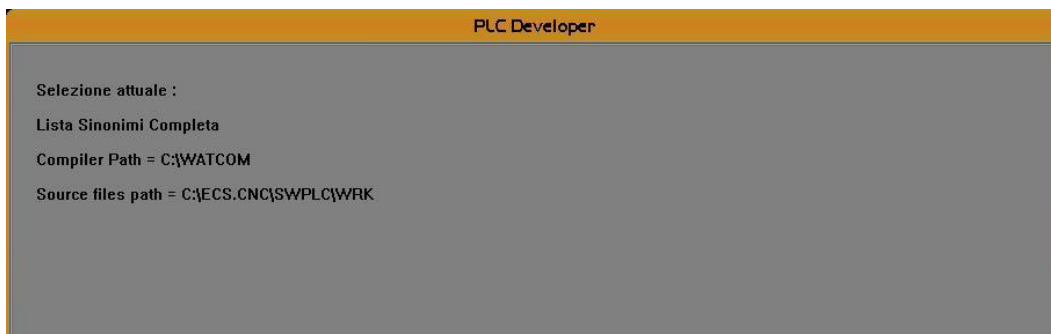 PLC Developer
Selezione attuale :
Lista Sinonimi Completa
Compiler Path = C:\WATCOM
Source files path = C:\ECS.CNC\SWPLC\WRK